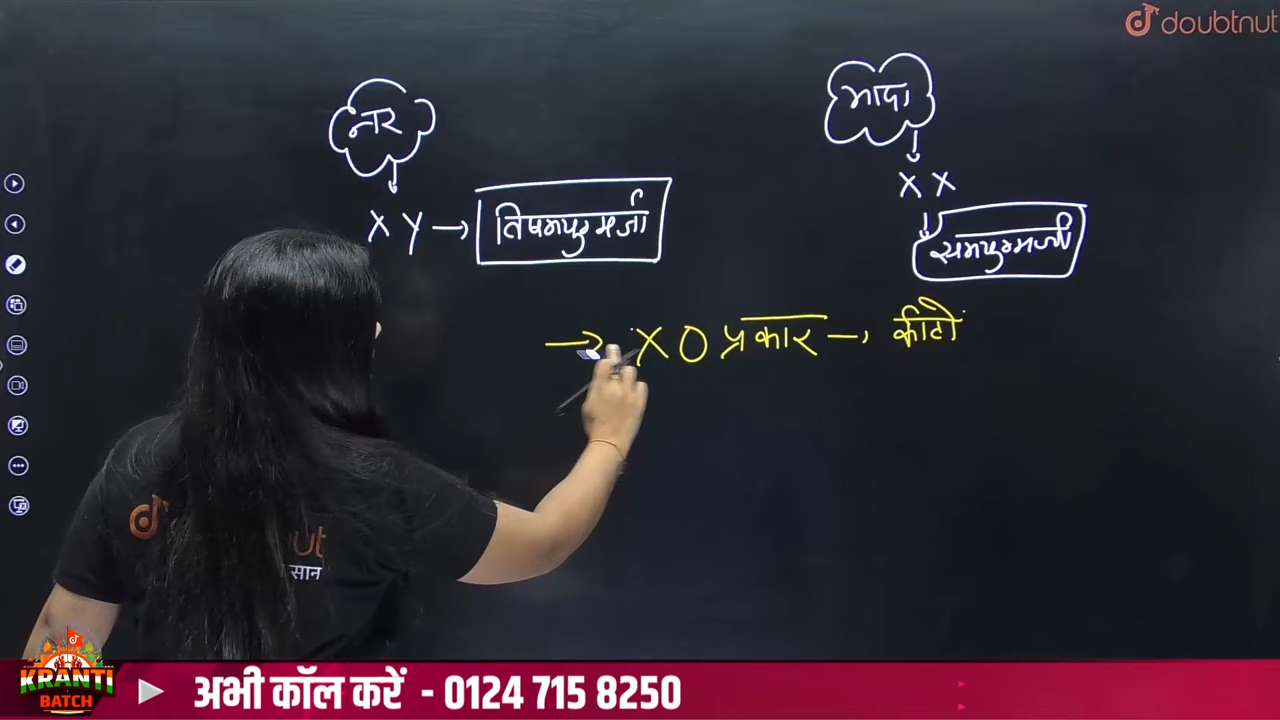 doubtnut
नर
मादा
X X
X Y → विषमयुग्मजी
समयुग्मजी
→ X O प्रकार → कीटो
सान
KRANTI
BATCH
अभी कॉल करें - 0124 715 8250